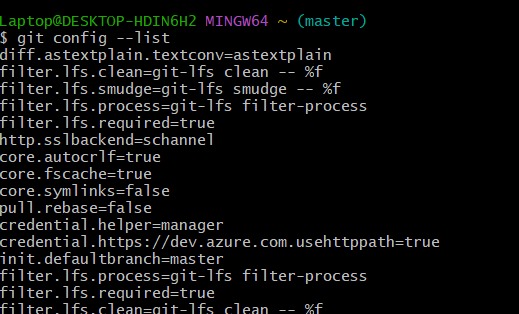 Laptop@DESKTOP-HDIN6H2 MINGW64 ~ (master)
$ git config --list
diff.astextplain.textconv=astextplain
filter.lfs.clean=git-lfs clean -- %f
filter.lfs.smudge=git-lfs smudge -- %f
filter.lfs.process=git-lfs filter-process
filter.lfs.required=true
http.sslbackend=schannel
core.autocrlf=true
core.fscache=true
core.symlinks=false
pull.rebase=false
credential.helper=manager
credential.https://dev.azure.com.usehttppath=true
init.defaultbranch=master
filter.lfs.process=git-lfs filter-process
filter.lfs.required=true
filter.lfs.clean=git-lfs clean -- %f